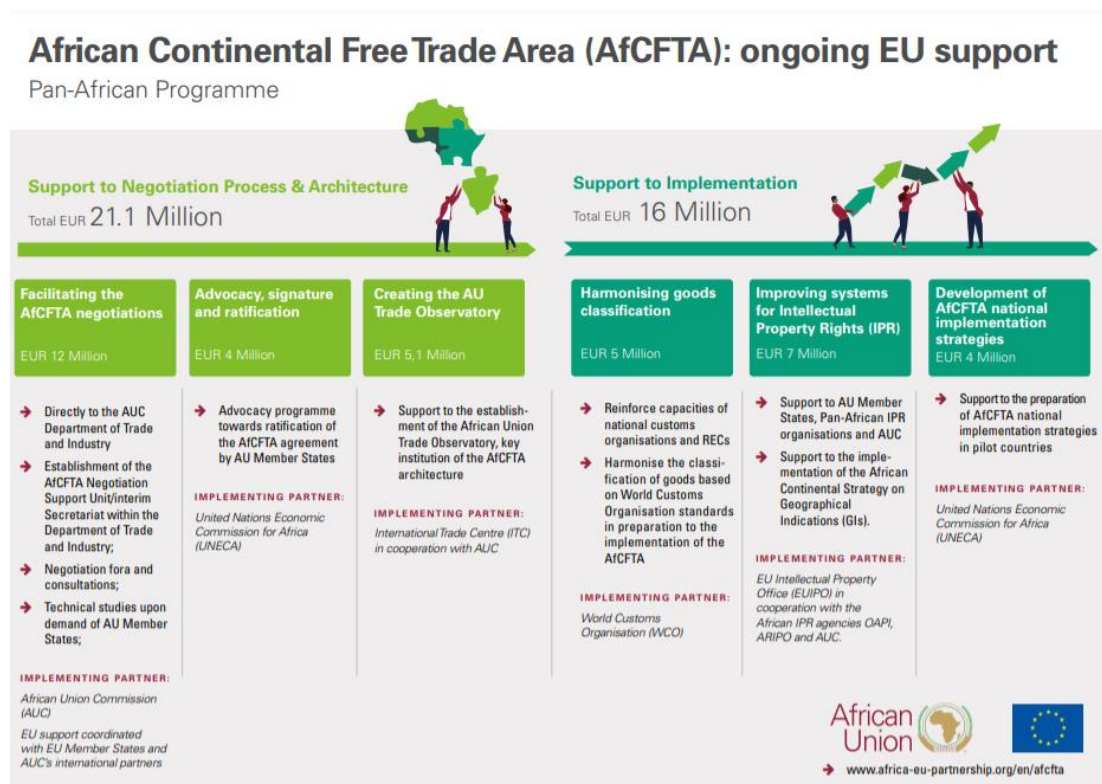 African Continental Free Trade Area (AfCFTA): ongoing EU support
Pan-African Programme
Support to Negotiation Process & Architecture
Total EUR 21.1 Million
Support to Implementation
Total EUR 16 Million
Facilitating the
AfCFTA negotiations
EUR 12 Million
➔ Directly to the AUC
Department of Trade
and Industry
➔ Establishment of the
AfCFTA Negotiation
Support Unit/interim
Secretariat within the
Department of Trade
and Industry;
➔ Negotiation fora and
consultations;
➔ Technical studies upon
demand of AU Member
States;
IMPLEMENTING PARTNER:
African Union Commission
(AUC)
EU support coordinated
with EU Member States and
AUC's international partners
Advocacy, signature
and ratification
EUR 4 Million
➔ Advocacy programme
towards ratification of
the AfCFTA agreement
by AU Member States
IMPLEMENTING PARTNER:
United Nations Economic
Commission for Africa
(UNECA)
Creating the AU
Trade Observatory
EUR 5,1 Million
➔ Support to the establish-
ment of the African Union
Trade Observatory, key
institution of the AfCFTA
architecture
IMPLEMENTING PARTNER:
International Trade Centre (ITC)
in cooperation with AUC
Harmonising goods
classification
EUR 5 Million
➔ Reinforce capacities of
national customs
organisations and RECs
➔ Harmonise the classi-
fication of goods based
on World Customs
Organisation standards
in preparation to the
implementation of the
AfCFTA
IMPLEMENTING PARTNER:
World Customs
Organisation (WCO)
Improving systems
for Intellectual
Property Rights (IPR)
EUR 7 Million
➔ Support to AU Member
States, Pan-African IPR
organisations and AUC
➔ Support to the imple-
mentation of the African
Continental Strategy on
Geographical
Indications (GIs).
IMPLEMENTING PARTNER:
EU Intellectual Property
Office (EUIPO) in
cooperation with the
African IPR agencies OAPI,
ARIPO and AUC.
Development of
AfCFTA national
implementation
strategies
EUR 4 Million
➔ Support to the preparation
of AfCFTA national
implementation strategies
in pilot countries
IMPLEMENTING PARTNER:
United Nations Economic
Commission for Africa
(UNECA)
African
Union
➔ www.africa-eu-partnership.org/en/afcfta